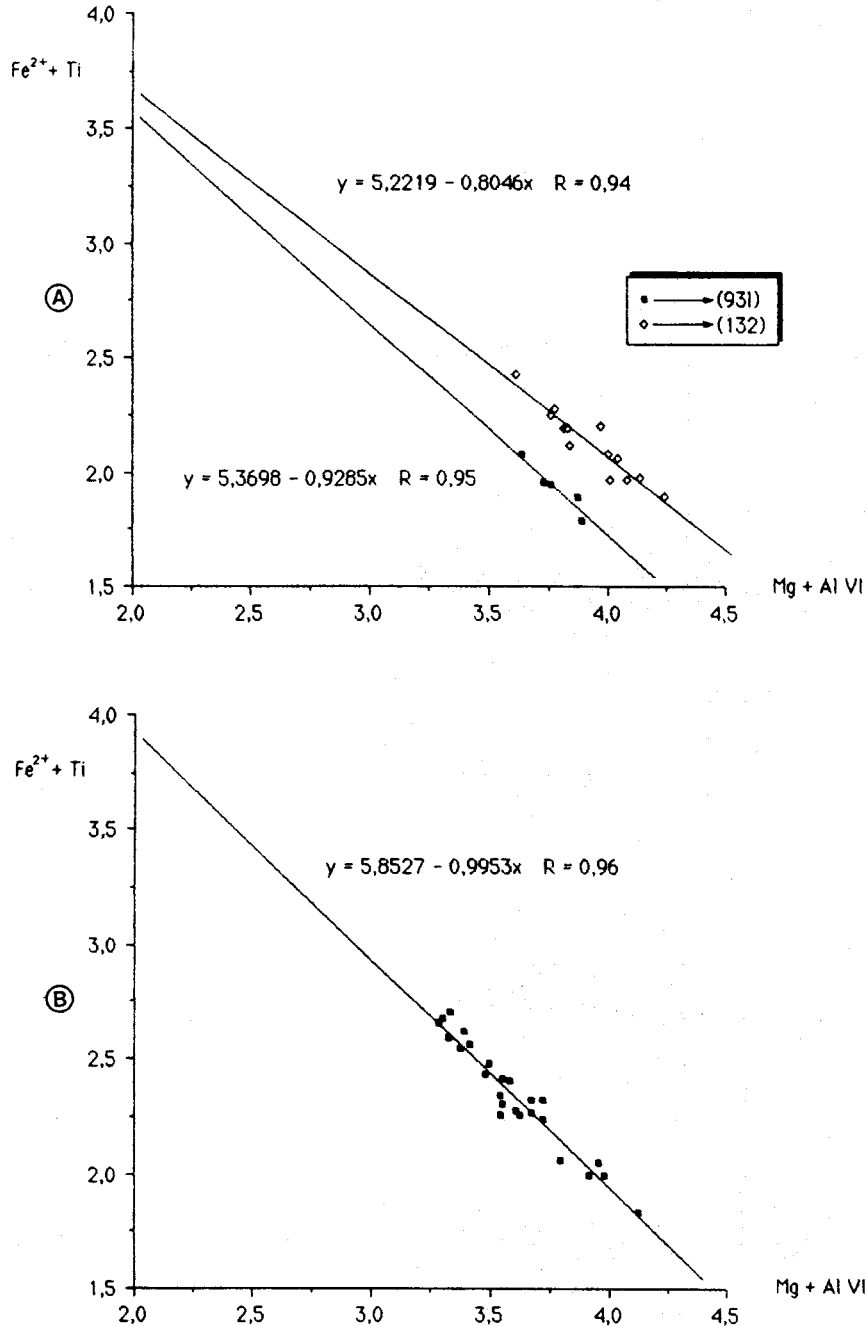 4,0
Fe²⁺ + Ti
3,5
y = 5,2219 - 0,8046x R = 0,94
3,0
A
(931)
(132)
2,5
2,0
y = 5,3698 - 0,9285x R = 0,95
1,5
Mg + Al VI
2,0 2,5 3,0 3,5 4,0 4,5
4,0
Fe²⁺ + Ti
3,5
y = 5,8527 - 0,9953x R = 0,96
3,0
B
2,5
2,0
1,5
Mg + Al VI
2,0 2,5 3,0 3,5 4,0 4,5